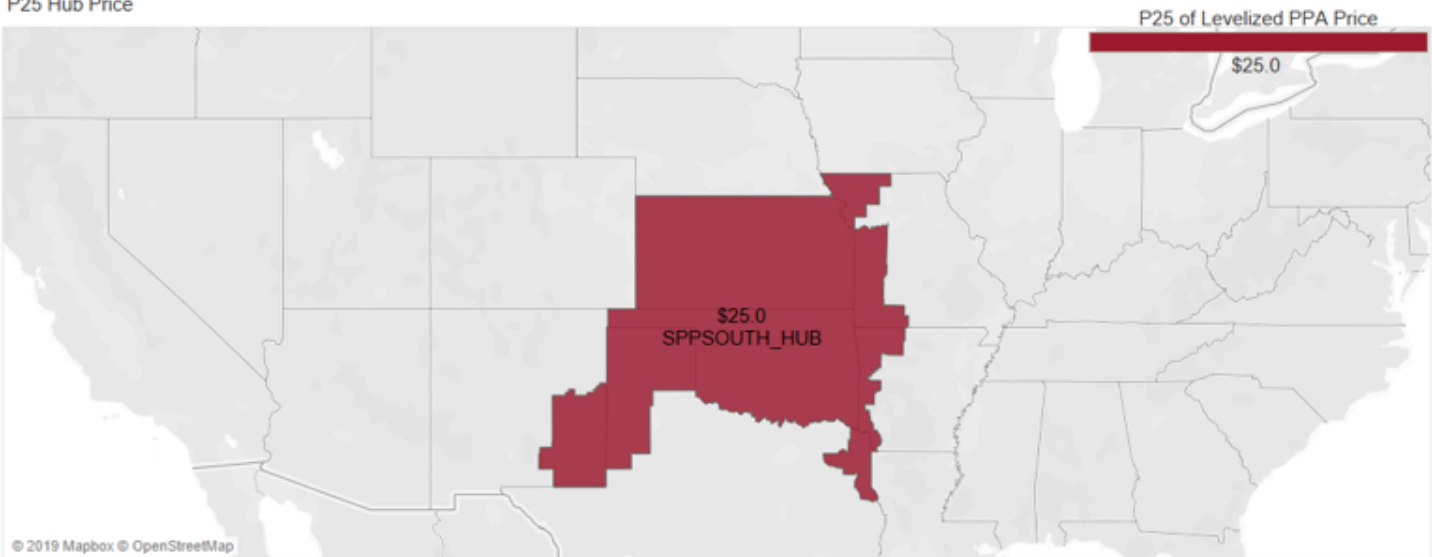 P25 Hub Price
P25 of Levelized PPA Price
$25.0
$25.0
SPPSOUTH_HUB
© 2019 Mapbox © OpenStreetMap